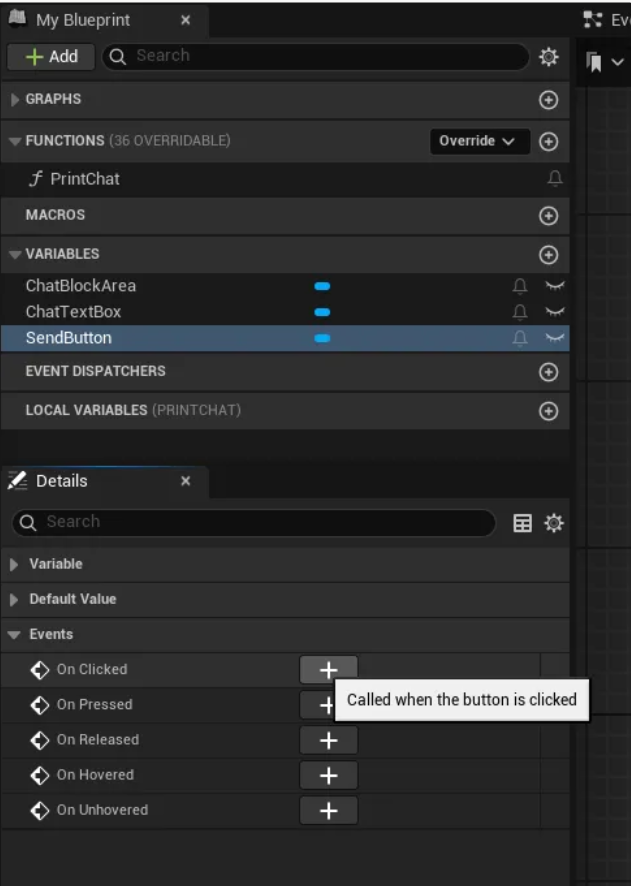 My Blueprint
Ev
Add
Search
GRAPHS
FUNCTIONS (36 OVERRIDABLE)
Override
PrintChat
MACROS
VARIABLES
ChatBlockArea
ChatTextBox
SendButton
EVENT DISPATCHERS
LOCAL VARIABLES (PRINTCHAT)
Details
Search
Variable
Default Value
Events
On Clicked
On Pressed
Called when the button is clicked
On Released
On Hovered
On Unhovered